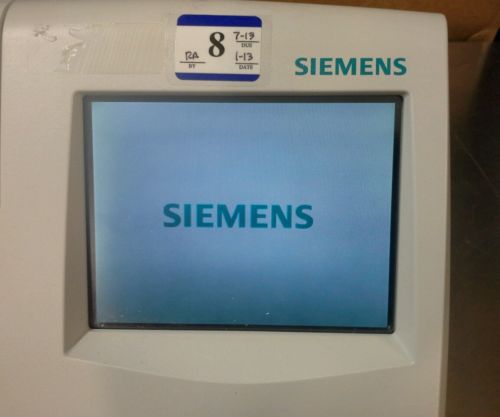 8
7-13
DUE
RA
BY
1-13
DATE
SIEMENS
SIEMENS